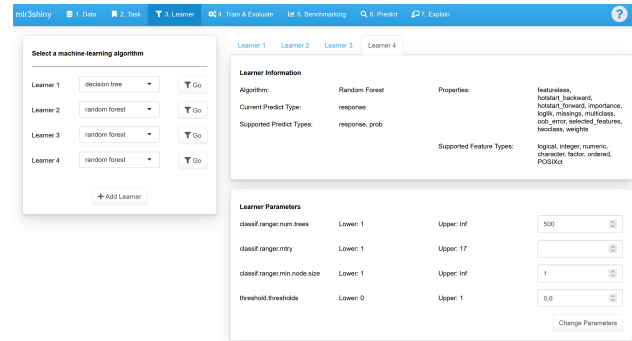 mlr3shiny 1. Data 2. Task 3. Learner 4. Train & Evaluate 5. Benchmarking 6. Predict 7. Explain ?
Select a machine-learning algorithm
Learner 1 decision tree Go
Learner 2 random forest Go
Learner 3 random forest Go
Learner 4 random forest Go
+ Add Learner
Learner 1 Learner 2 Learner 3 Learner 4
Learner Information
Algorithm: Random Forest
Current Predict Type: response
Supported Predict Types: response, prob
Properties: featureless,
hotstart_backward,
hotstart_forward, importance,
loglik, missings, multiclass,
oob_error, selected_features,
twoclass, weights
Supported Feature Types: logical, integer, numeric,
character, factor, ordered,
POSIXct
Learner Parameters
classif.ranger.num.trees Lower: 1 Upper: Inf 500
classif.ranger.mtry Lower: 1 Upper: 17
classif.ranger.min.node.size Lower: 1 Upper: Inf 1
threshold.thresholds Lower: 0 Upper: 1 0,6
Change Parameters